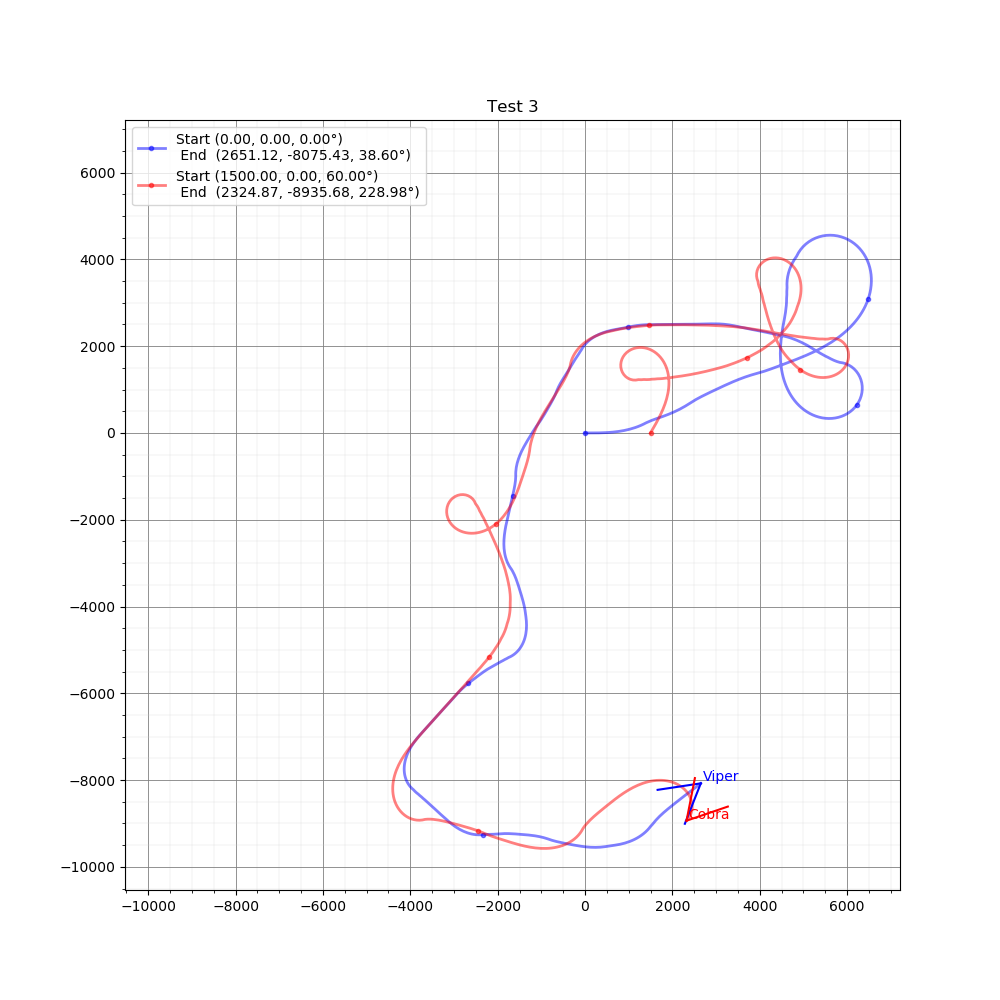 Test 3
Start (0.00, 0.00, 0.00°)
End (2651.12, -8075.43, 38.60°)
Start (1500.00, 0.00, 60.00°)
End (2324.87, -8935.68, 228.98°)
6000
4000
2000
0
−2000
−4000
−6000
−8000
−10000
Viper
Cobra
−10000 −8000 −6000 −4000 −2000 0 2000 4000 6000